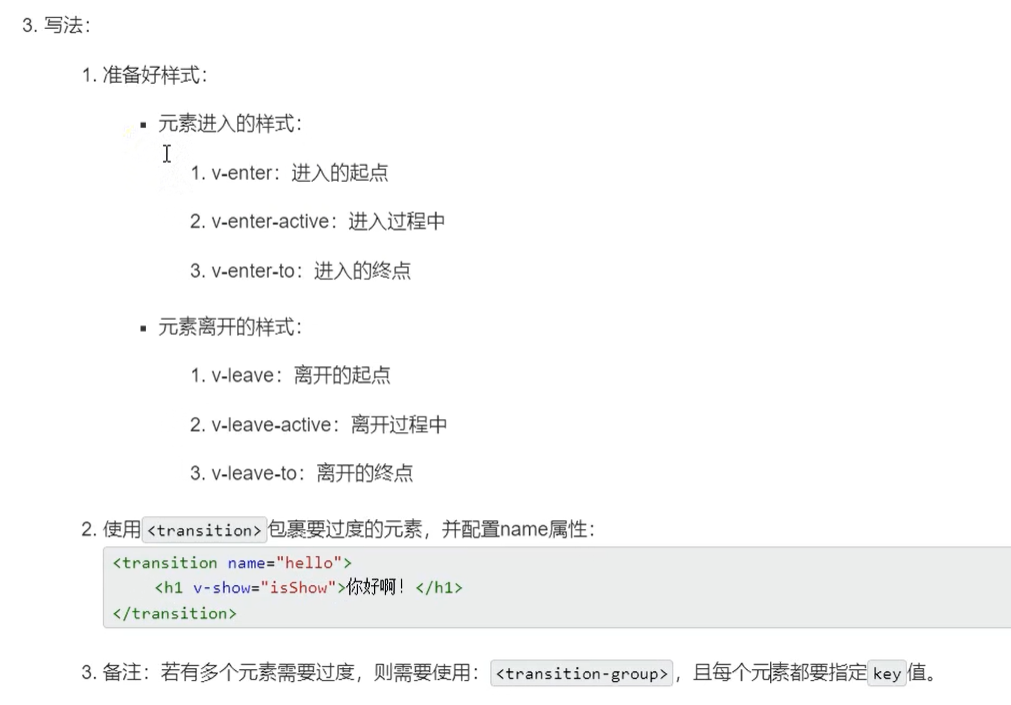 3. 写法：
1. 准备好样式：
▪ 元素进入的样式：
1. v-enter：进入的起点
2. v-enter-active：进入过程中
3. v-enter-to：进入的终点
▪ 元素离开的样式：
1. v-leave：离开的起点
2. v-leave-active：离开过程中
3. v-leave-to：离开的终点
2. 使用<transition>包裹要过度的元素，并配置name属性：
<transition name="hello">
<h1 v-show="isShow">你好啊！</h1>
</transition>
3. 备注：若有多个元素需要过度，则需要使用：<transition-group>，且每个元素都要指定key值。